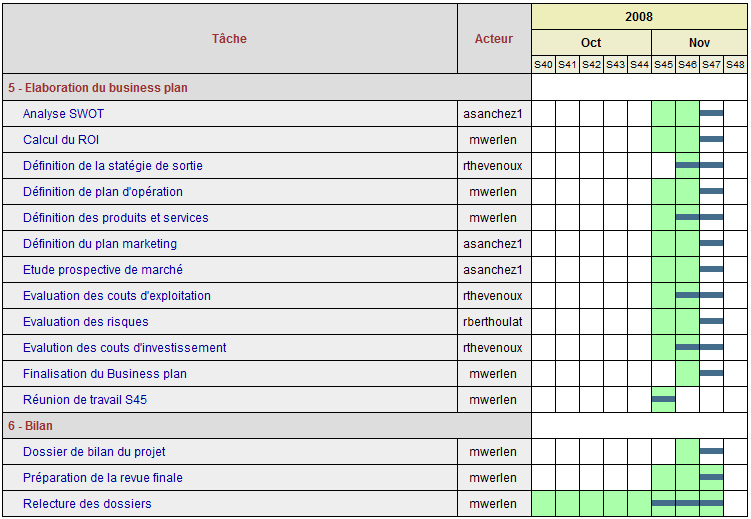 2008
Tâche Acteur Oct Nov
S40 S41 S42 S43 S44 S45 S46 S47 S48
5 - Elaboration du business plan
Analyse SWOT asanchez1
Calcul du ROI mwerlen
Définition de la statégie de sortie rthevenoux
Définition de plan d'opération mwerlen
Définition des produits et services mwerlen
Définition du plan marketing asanchez1
Etude prospective de marché asanchez1
Evaluation des couts d'exploitation rthevenoux
Evaluation des risques rberthoulat
Evalution des couts d'investissement rthevenoux
Finalisation du Business plan mwerlen
Réunion de travail S45 mwerlen
6 - Bilan
Dossier de bilan du projet mwerlen
Préparation de la revue finale mwerlen
Relecture des dossiers mwerlen